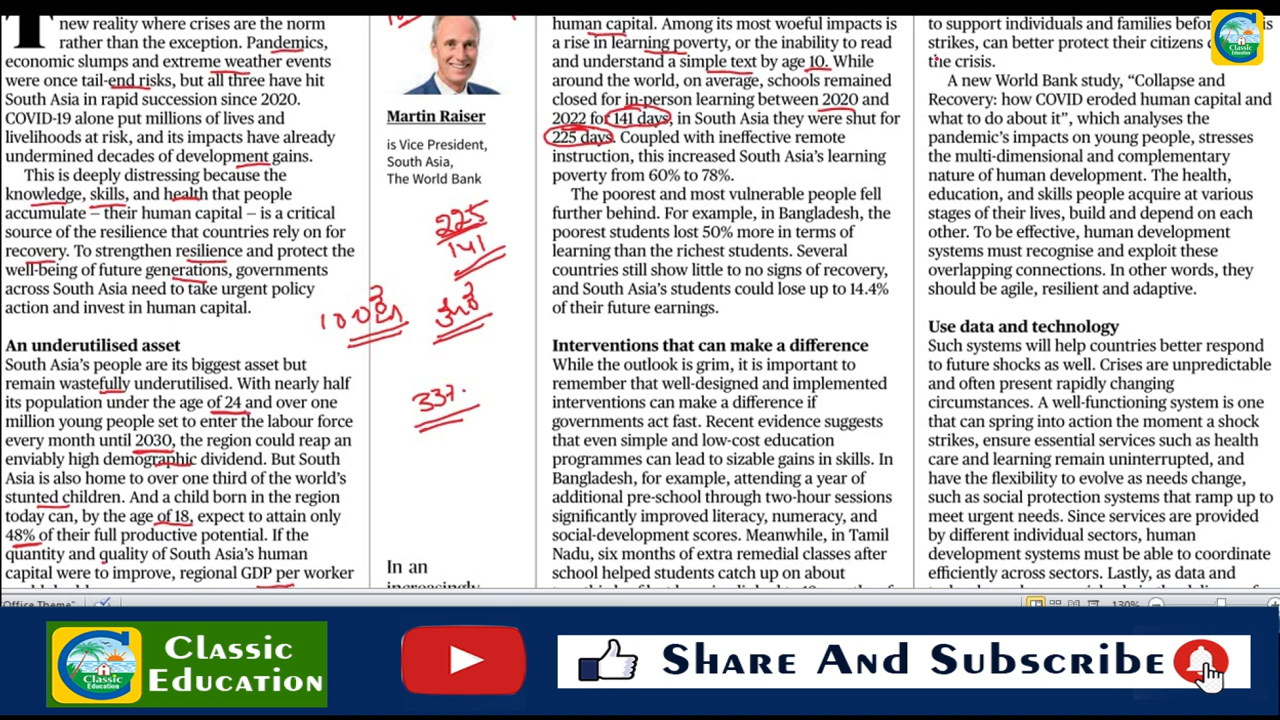 T
new reality where crises are the norm
rather than the exception. Pandemics,
economic slumps and extreme weather events
were once tail-end risks, but all three have hit
South Asia in rapid succession since 2020.
COVID-19 alone put millions of lives and
livelihoods at risk, and its impacts have already
undermined decades of development gains.
This is deeply distressing because the
knowledge, skills, and health that people
accumulate — their human capital — is a critical
source of the resilience that countries rely on for
recovery. To strengthen resilience and protect the
well-being of future generations, governments
across South Asia need to take urgent policy
action and invest in human capital.
An underutilised asset
South Asia's people are its biggest asset but
remain wastefully underutilised. With nearly half
its population under the age of 24 and over one
million young people set to enter the labour force
every month until 2030, the region could reap an
enviably high demographic dividend. But South
Asia is also home to over one third of the world's
stunted children. And a child born in the region
today can, by the age of 18, expect to attain only
48% of their full productive potential. If the
quantity and quality of South Asia's human
capital were to improve, regional GDP per worker
Martin Raiser
is Vice President,
South Asia,
The World Bank
225
141
In an
increasingly
human capital. Among its most woeful impacts is
a rise in learning poverty, or the inability to read
and understand a simple text by age 10. While
around the world, on average, schools remained
closed for in-person learning between 2020 and
2022 for 141 days, in South Asia they were shut for
225 days. Coupled with ineffective remote
instruction, this increased South Asia's learning
poverty from 60% to 78%.
The poorest and most vulnerable people fell
further behind. For example, in Bangladesh, the
poorest students lost 50% more in terms of
learning than the richest students. Several
countries still show little to no signs of recovery,
and South Asia's students could lose up to 14.4%
of their future earnings.
Interventions that can make a difference
While the outlook is grim, it is important to
remember that well-designed and implemented
interventions can make a difference if
governments act fast. Recent evidence suggests
that even simple and low-cost education
programmes can lead to sizable gains in skills. In
Bangladesh, for example, attending a year of
additional pre-school through two-hour sessions
significantly improved literacy, numeracy, and
social-development scores. Meanwhile, in Tamil
Nadu, six months of extra remedial classes after
school helped students catch up on about
to support individuals and families before
strikes, can better protect their citizens
the crisis.
A new World Bank study, "Collapse and
Recovery: how COVID eroded human capital and
what to do about it", which analyses the
pandemic's impacts on young people, stresses
the multi-dimensional and complementary
nature of human development. The health,
education, and skills people acquire at various
stages of their lives, build and depend on each
other. To be effective, human development
systems must recognise and exploit these
overlapping connections. In other words, they
should be agile, resilient and adaptive.
Use data and technology
Such systems will help countries better respond
to future shocks as well. Crises are unpredictable
and often present rapidly changing
circumstances. A well-functioning system is one
that can spring into action the moment a shock
strikes, ensure essential services such as health
care and learning remain uninterrupted, and
have the flexibility to evolve as needs change,
such as social protection systems that ramp up to
meet urgent needs. Since services are provided
by different individual sectors, human
development systems must be able to coordinate
efficiently across sectors. Lastly, as data and
Classic
Education
Office Theme"
130%
Classic
Education
Classic
Education
Share And Subscribe